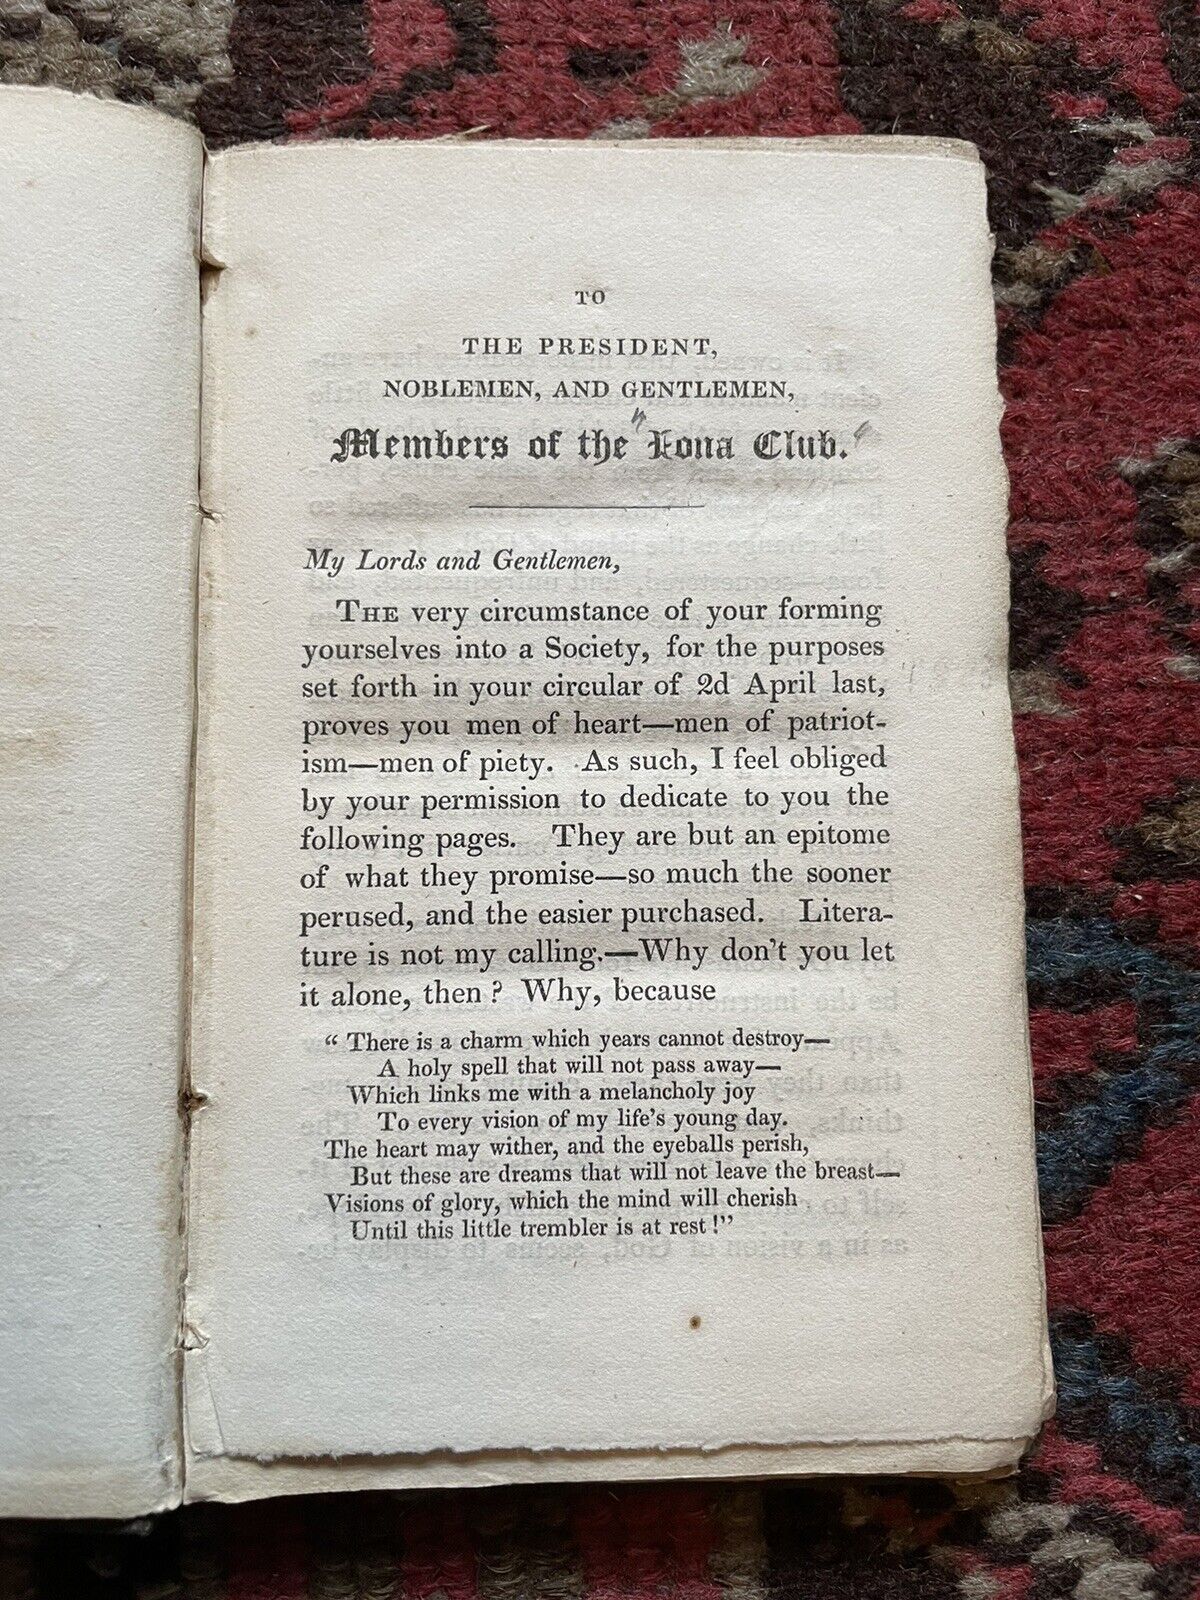 TO
THE PRESIDENT,
NOBLEMEN, AND GENTLEMEN,
Members of the "Iona Club."
My Lords and Gentlemen,
THE very circumstance of your forming
yourselves into a Society, for the purposes
set forth in your circular of 2d April last,
proves you men of heart—men of patriot-
ism—men of piety. As such, I feel obliged
by your permission to dedicate to you the
following pages. They are but an epitome
of what they promise—so much the sooner
perused, and the easier purchased. Litera-
ture is not my calling.—Why don't you let
it alone, then? Why, because
“ There is a charm which years cannot destroy—
A holy spell that will not pass away—
Which links me with a melancholy joy
To every vision of my life's young day.
The heart may wither, and the eyeballs perish,
But these are dreams that will not leave the breast—
Visions of glory, which the mind will cherish
Until this little trembler is at rest!”